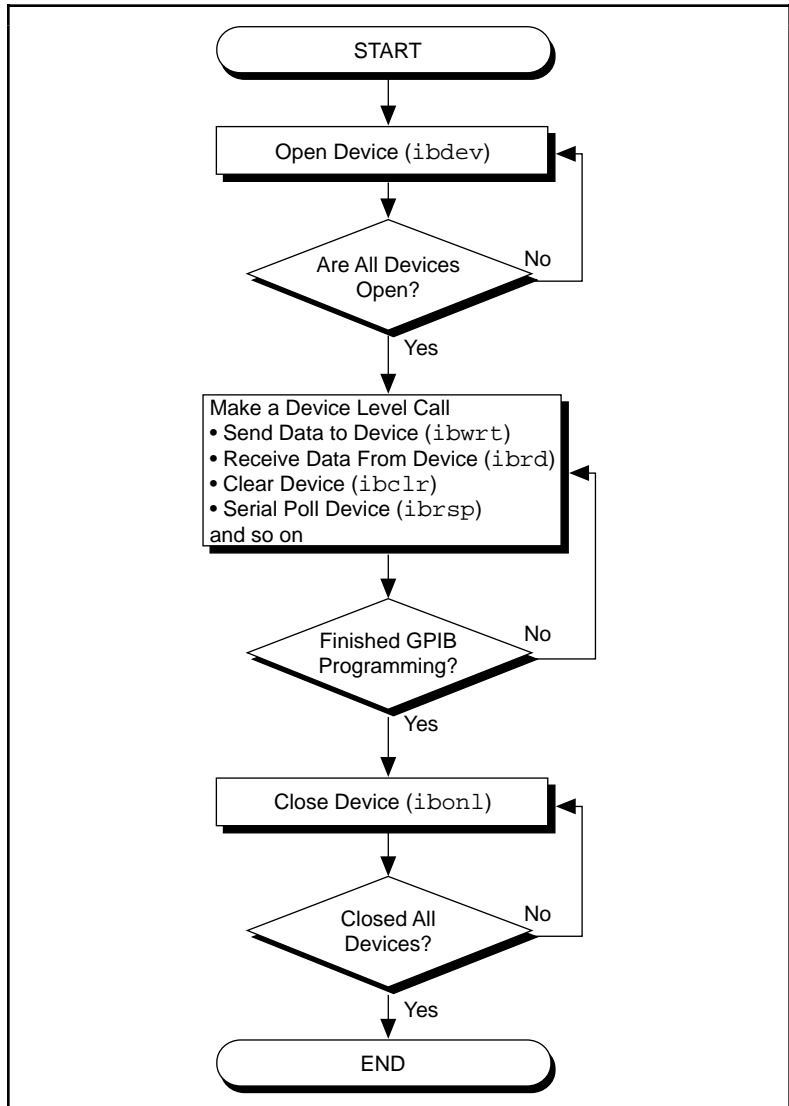 START
Open Device (ibdev)
Are All Devices
Open?
No
Yes
Make a Device Level Call
• Send Data to Device (ibwrt)
• Receive Data From Device (ibrd)
• Clear Device (ibclr)
• Serial Poll Device (ibrsp)
and so on
Finished GPIB
Programming?
No
Yes
Close Device (ibonl)
Closed All
Devices?
No
Yes
END